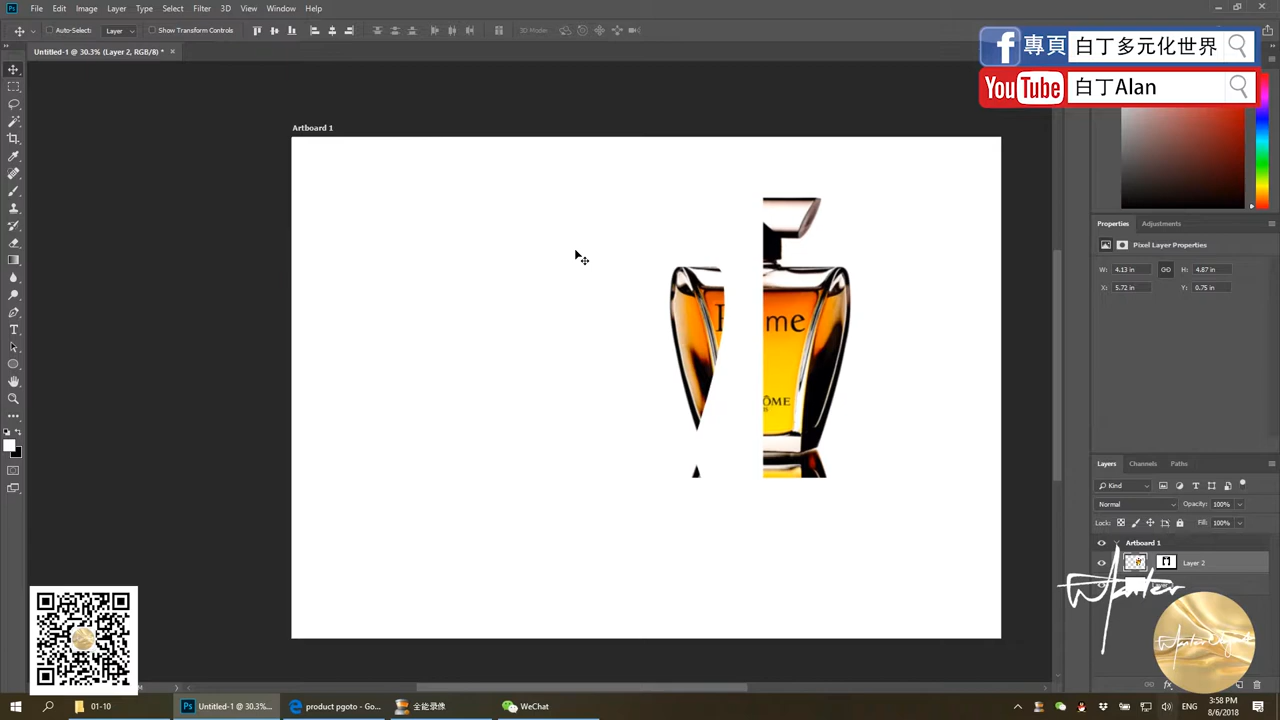 File Edit Image Layer Type Select Filter 3D View Window Help
Auto-Select: Layer Show Transform Controls 3D Mode:
專頁 白丁多元化世界
Untitled-1 @ 30.3% (Layer 2, RGB/8) * ×
YouTube 白丁Alan
Artboard 1
Properties Adjustments
Pixel Layer Properties
W: 4.13 in H: 4.87 in
X: 5.72 in Y: 0.75 in
ÔME
Layers Channels Paths
Kind
Normal Opacity: 100%
Lock: Fill: 100%
Artboard 1
Layer 2
01-10 Untitled-1 @ 30.3%... product pgoto - Go... 全能录像 WeChat
3:58 PM
8/6/2018